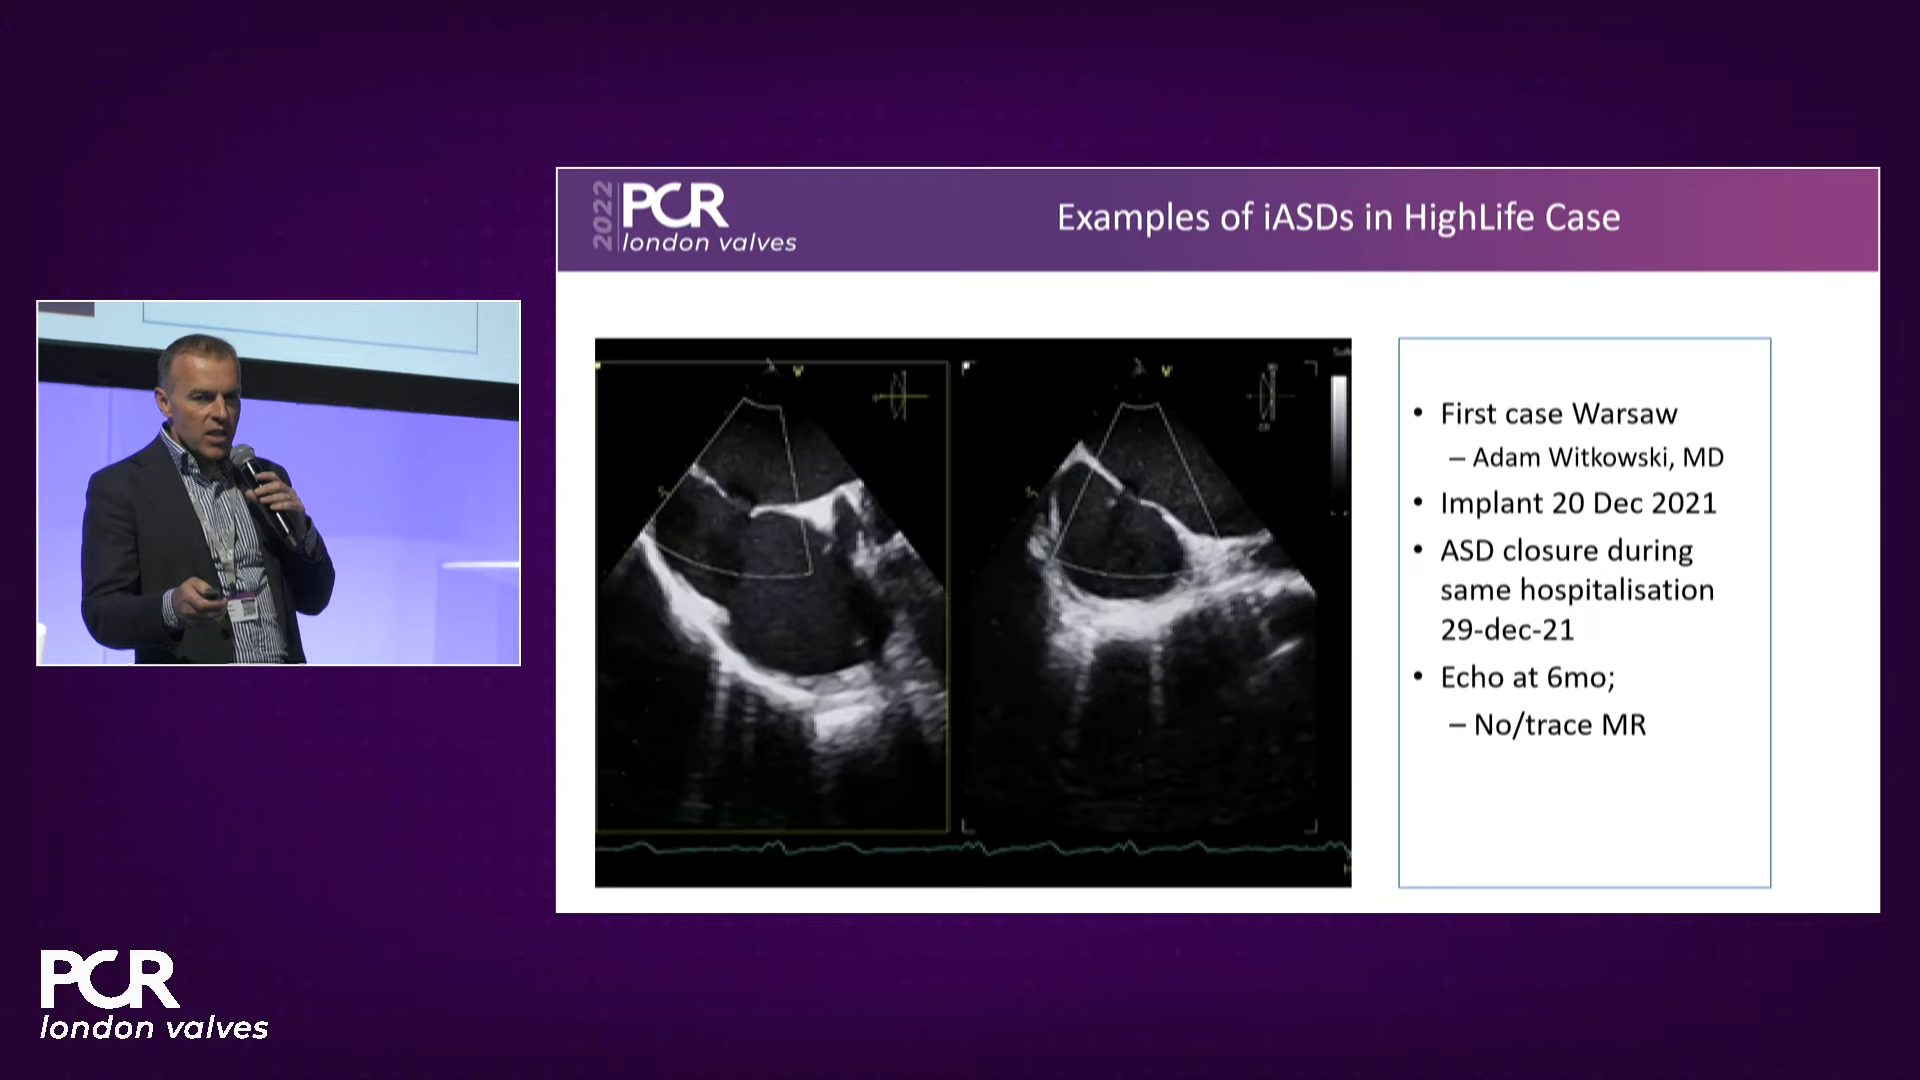 2022
PCR
london valves
Examples of iASDs in HighLife Case
• First case Warsaw
– Adam Witkowski, MD
• Implant 20 Dec 2021
• ASD closure during
same hospitalisation
29-dec-21
• Echo at 6mo;
– No/trace MR
PCR
london valves